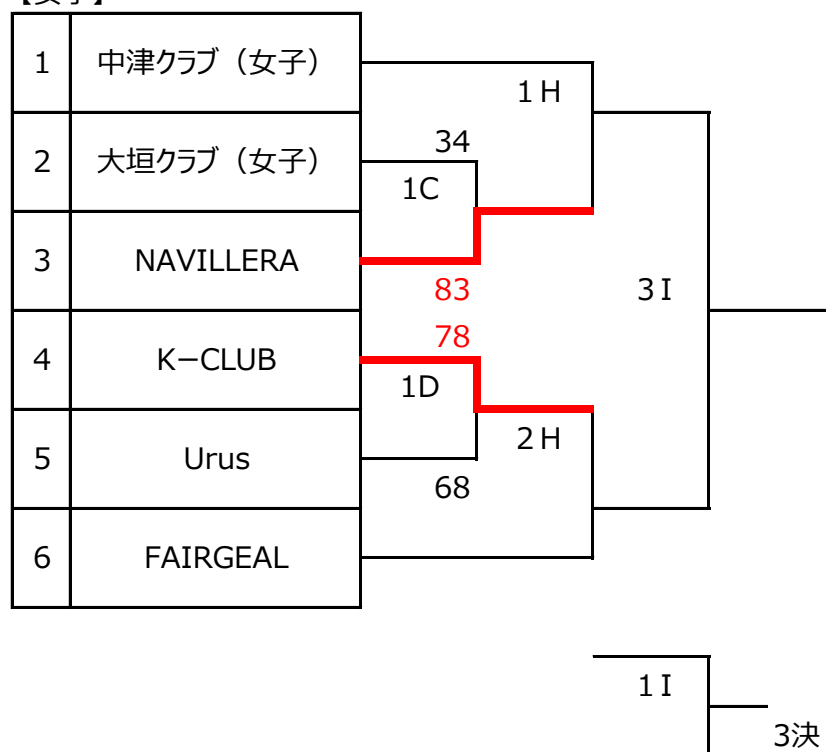 1 中津クラブ（女子）
1H
34
2 大垣クラブ（女子）
1C
3 NAVILLERA
83
3I
78
4 K－CLUB
1D
2H
5 Urus
68
6 FAIRGEAL
1I
3決